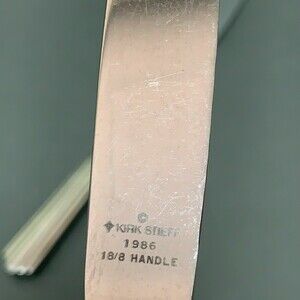 ©
KIRK STIEFF
1986
18/8 HANDLE